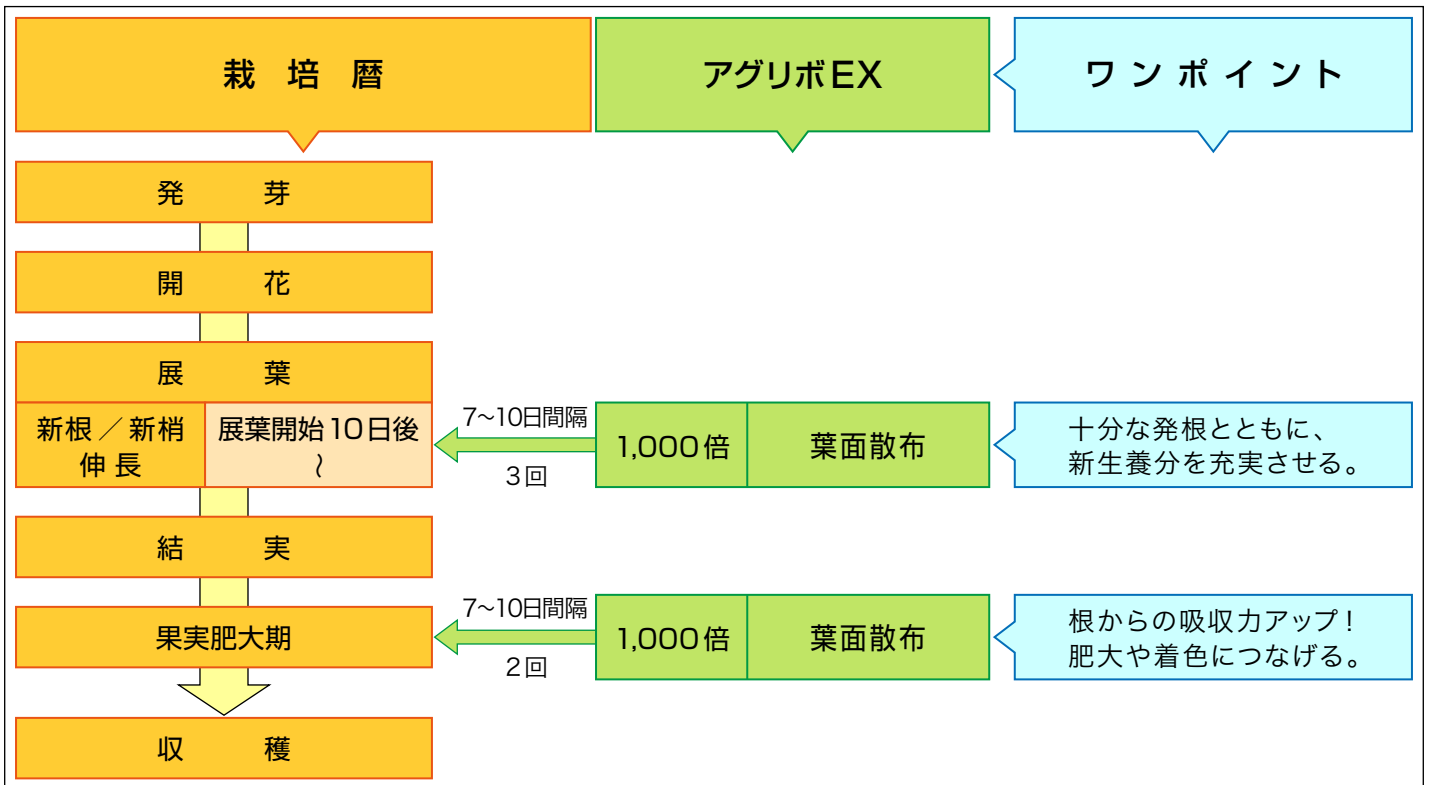 栽培暦
アグリボEX
ワンポイント
発芽
開花
展葉
新根／新梢
伸長
展葉開始10日後
～
7～10日間隔
3回
1,000倍
葉面散布
十分な発根とともに、
新生養分を充実させる。
結実
果実肥大期
7～10日間隔
2回
1,000倍
葉面散布
根からの吸収力アップ！
肥大や着色につなげる。
収穫